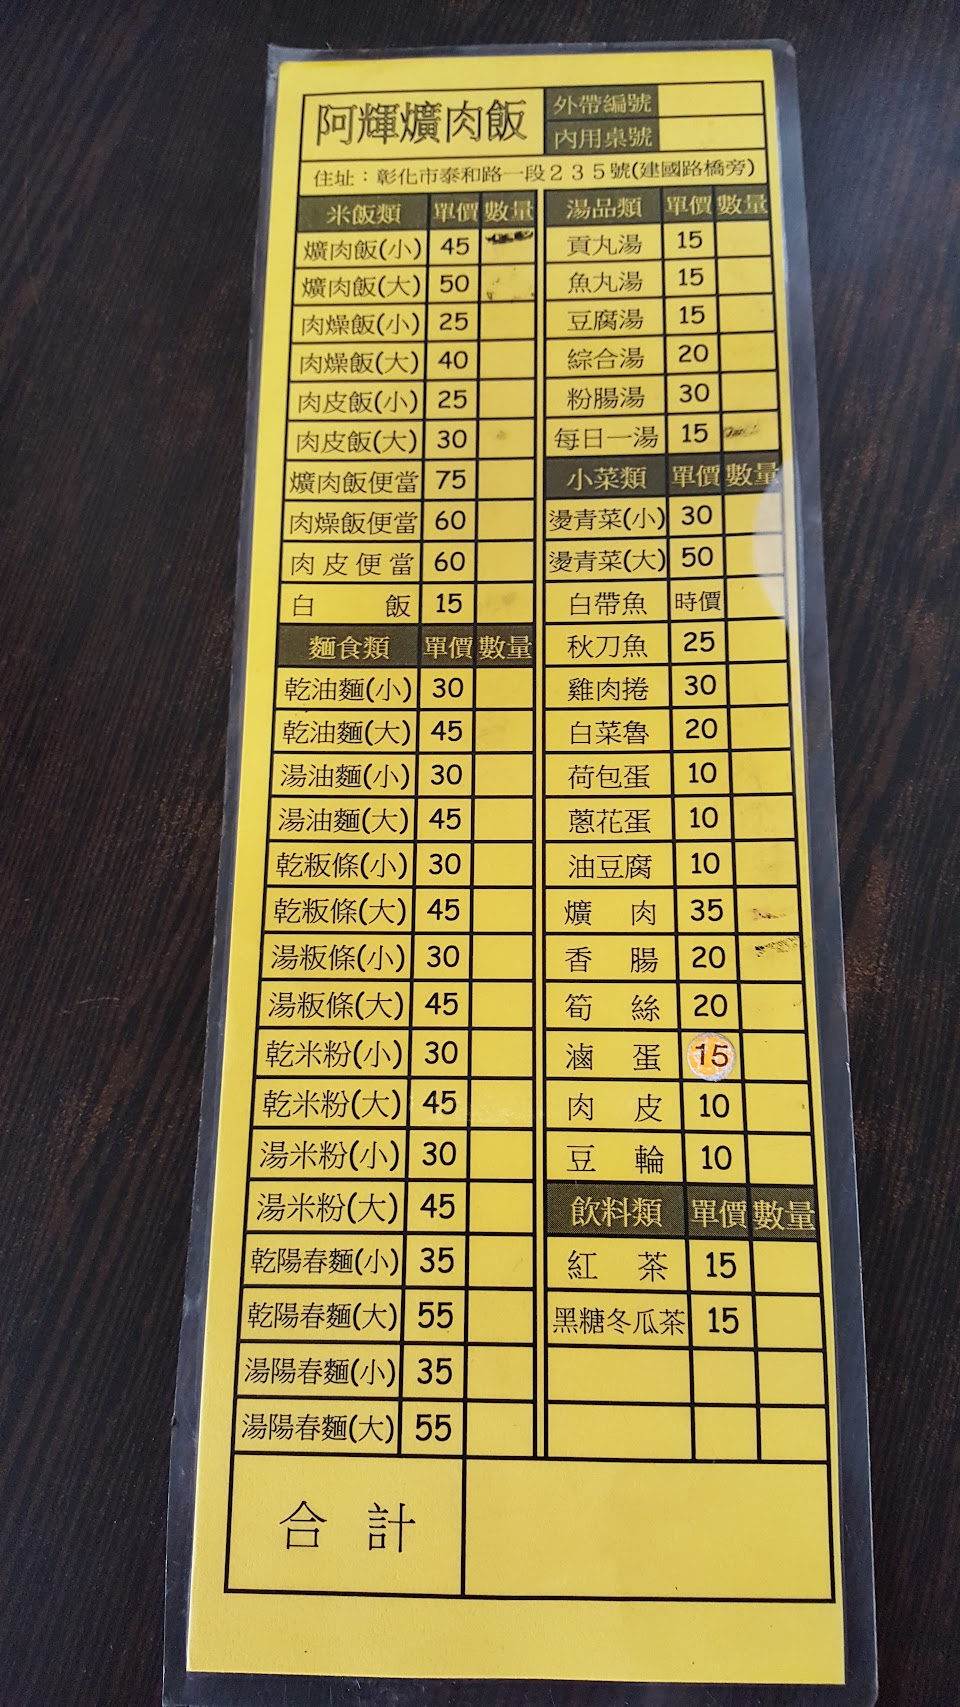 阿輝爌肉飯
外帶編號
內用桌號
住址：彰化市泰和路一段２３５號(建國路橋旁)
米飯類 單價 數量
爌肉飯(小) 45
爌肉飯(大) 50
肉燥飯(小) 25
肉燥飯(大) 40
肉皮飯(小) 25
肉皮飯(大) 30
爌肉飯便當 75
肉燥飯便當 60
肉皮便當 60
白飯 15
麵食類 單價 數量
乾油麵(小) 30
乾油麵(大) 45
湯油麵(小) 30
湯油麵(大) 45
乾粄條(小) 30
乾粄條(大) 45
湯粄條(小) 30
湯粄條(大) 45
乾米粉(小) 30
乾米粉(大) 45
湯米粉(小) 30
湯米粉(大) 45
乾陽春麵(小) 35
乾陽春麵(大) 55
湯陽春麵(小) 35
湯陽春麵(大) 55
湯品類 單價 數量
貢丸湯 15
魚丸湯 15
豆腐湯 15
綜合湯 20
粉腸湯 30
每日一湯 15
小菜類 單價 數量
燙青菜(小) 30
燙青菜(大) 50
白帶魚 時價
秋刀魚 25
雞肉捲 30
白菜魯 20
荷包蛋 10
蔥花蛋 10
油豆腐 10
爌肉 35
香腸 20
筍絲 20
滷蛋 15
肉皮 10
豆輪 10
飲料類 單價 數量
紅茶 15
黑糖冬瓜茶 15
合計